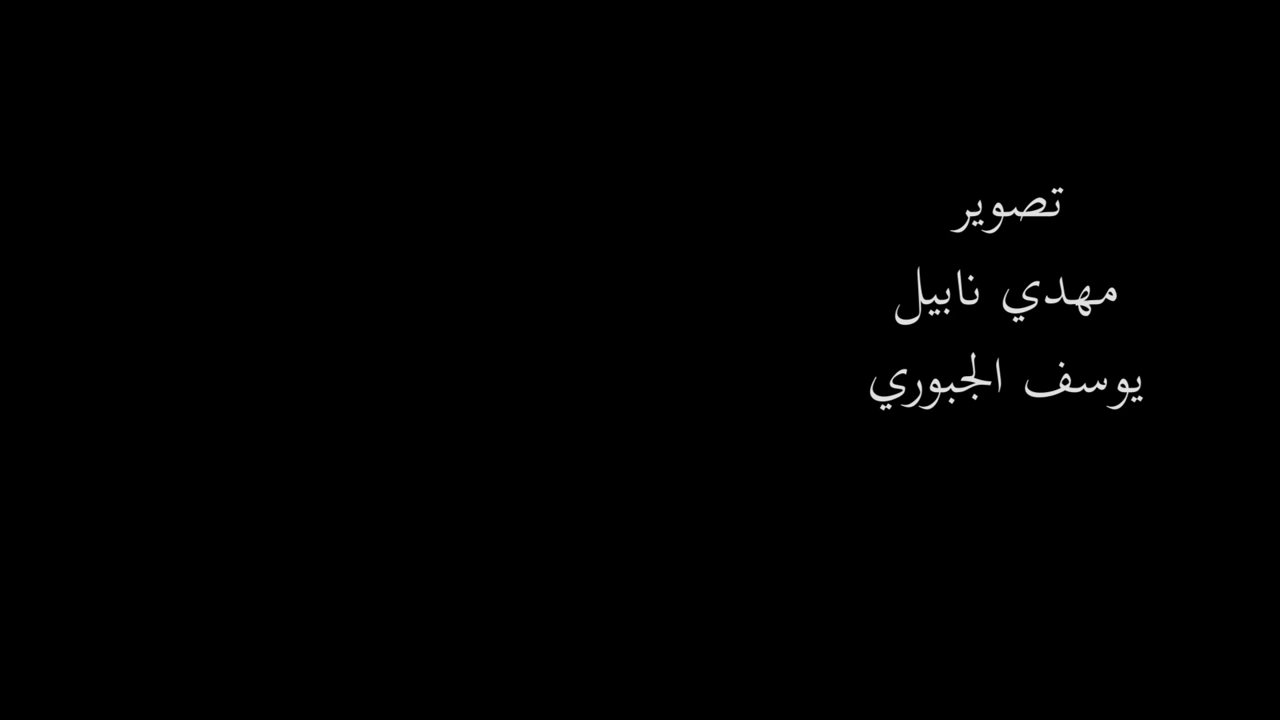 تصوير
مهدي نابيل
يوسف الجبوري